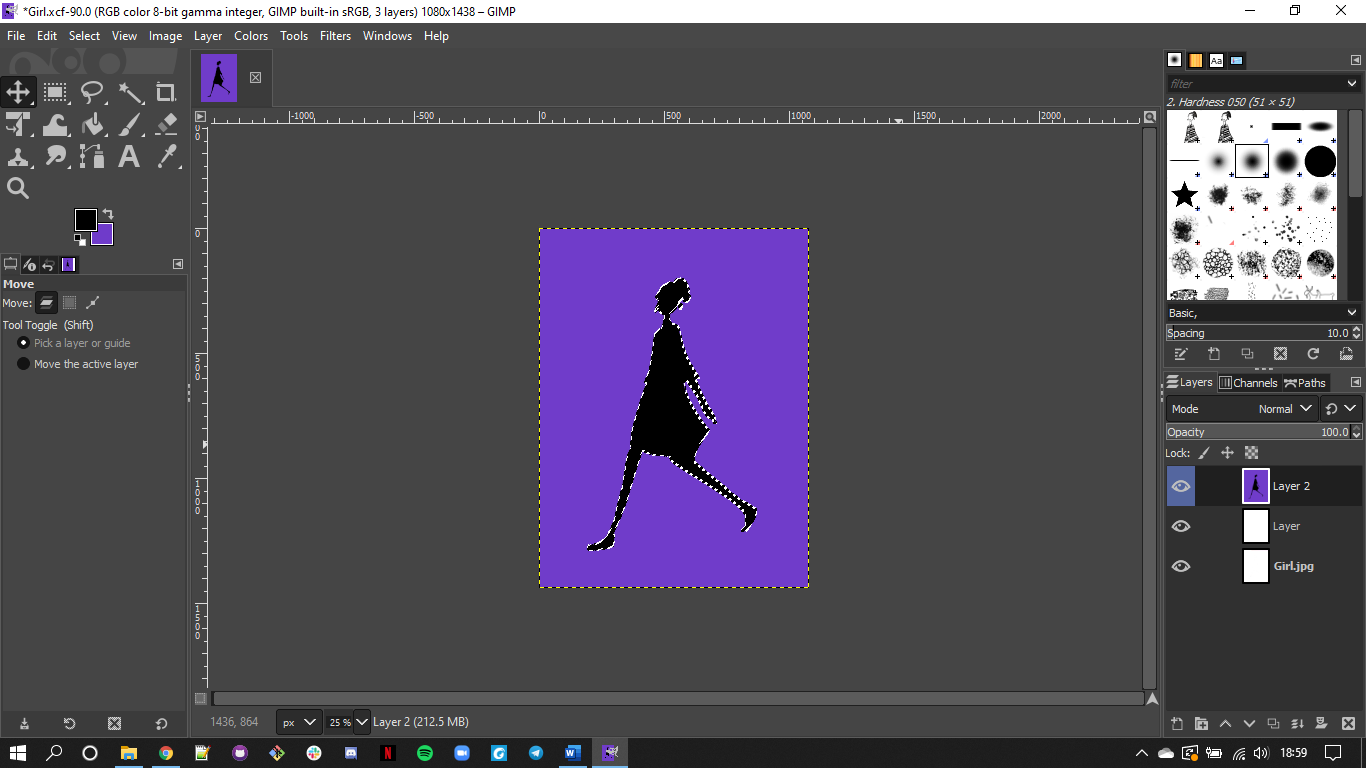 *Girl.xcf-90.0 (RGB color 8-bit gamma integer, GIMP built-in sRGB, 3 layers) 1080x1438 – GIMP
File Edit Select View Image Layer Colors Tools Filters Windows Help
filter
2. Hardness 050 (51 × 51)
-1000 -500 0 500 1000 1500 2000
0
500
1000
1500
Move
Move:
Tool Toggle (Shift)
Pick a layer or guide
Move the active layer
Basic,
Spacing 10.0
Layers Channels Paths
Mode Normal
Opacity 100.0
Lock:
Layer 2
Layer
Girl.jpg
1436, 864 px 25 % Layer 2 (212.5 MB)
18:59